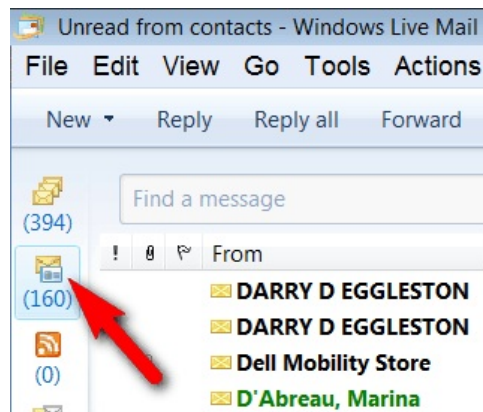 Unread from contacts - Windows Live Mail
File Edit View Go Tools Actions
New Reply Reply all Forward
Find a message
(394)
! From
(160)
DARRY D EGGLESTON
DARRY D EGGLESTON
Dell Mobility Store
(0)
D'Abreau, Marina